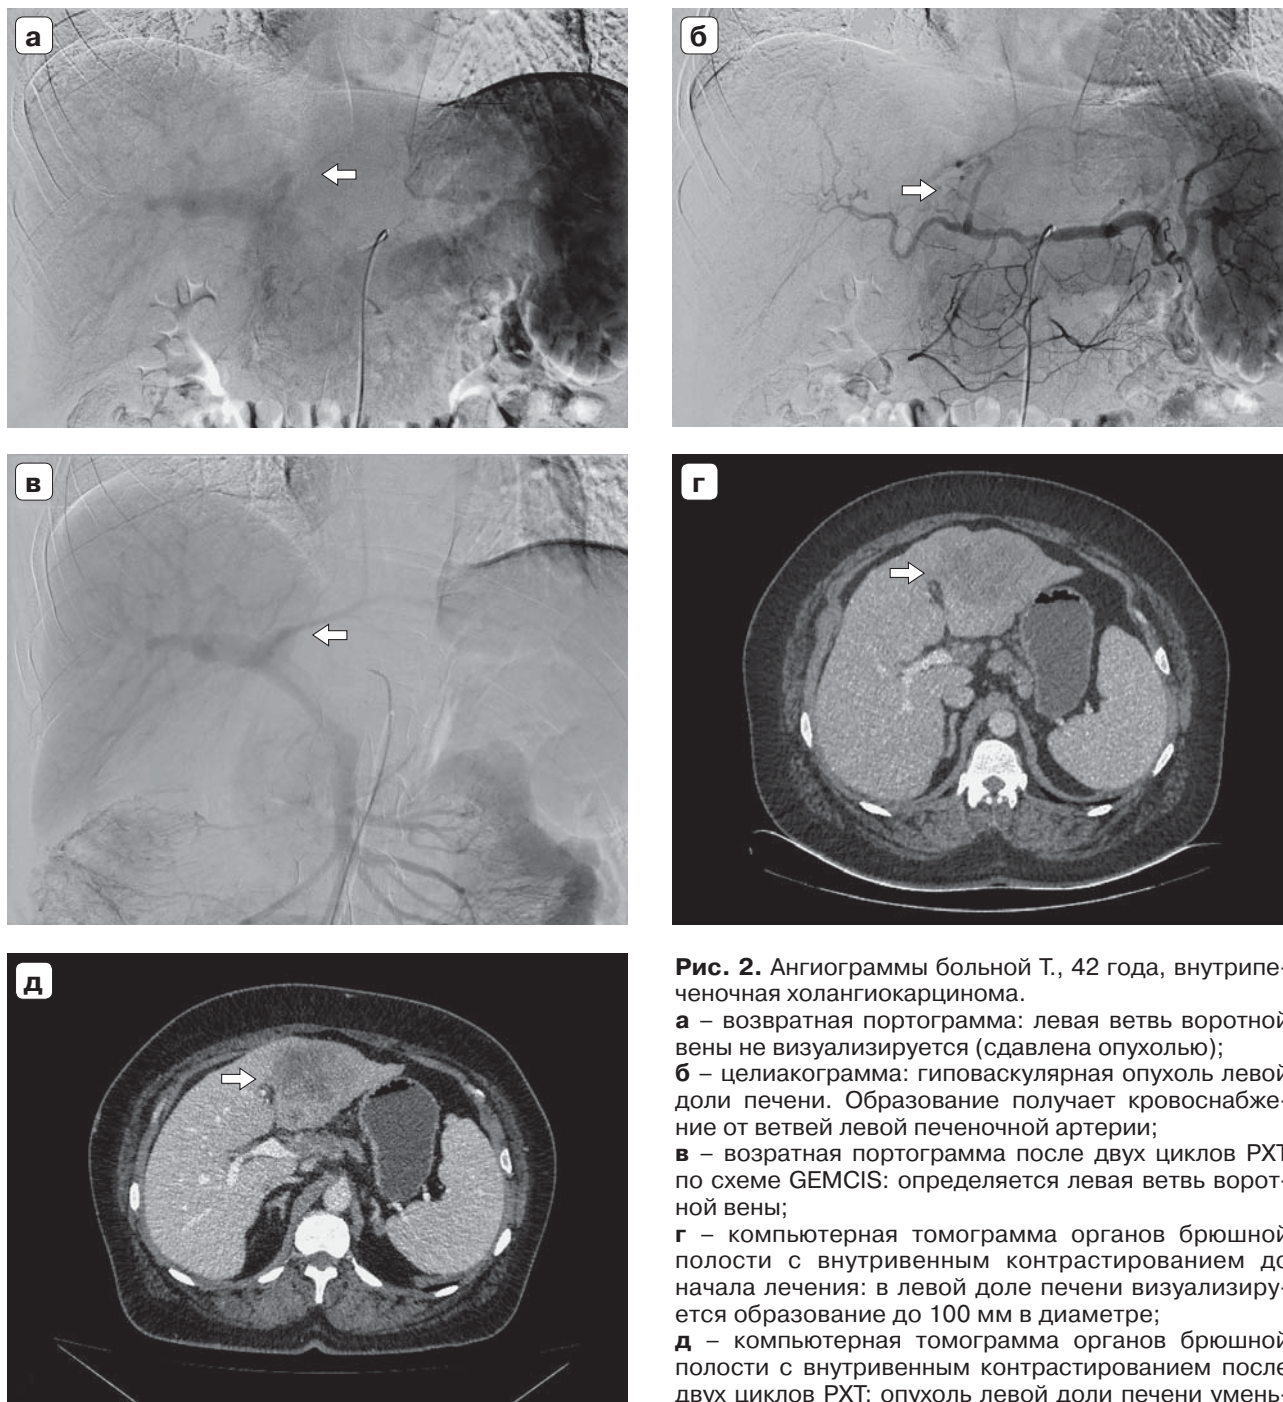 а
б
в
г
д
Рис. 2. Ангиограммы больной Т., 42 года, внутрипе-
ченочная холангиокарцинома.
а – возвратная портограмма: левая ветвь воротной
вены не визуализируется (сдавлена опухолью);
б – целиакограмма: гиповаскулярная опухоль левой
доли печени. Образование получает кровоснабже-
ние от ветвей левой печеночной артерии;
в – возратная портограмма после двух циклов РХТ
по схеме GEMCIS: определяется левая ветвь ворот-
ной вены;
г – компьютерная томограмма органов брюшной
полости с внутривенным контрастированием до
начала лечения: в левой доле печени визуализиру-
ется образование до 100 мм в диаметре;
д – компьютерная томограмма органов брюшной
полости с внутривенным контрастированием после
двух циклов РХТ: опухоль левой доли печени умень-